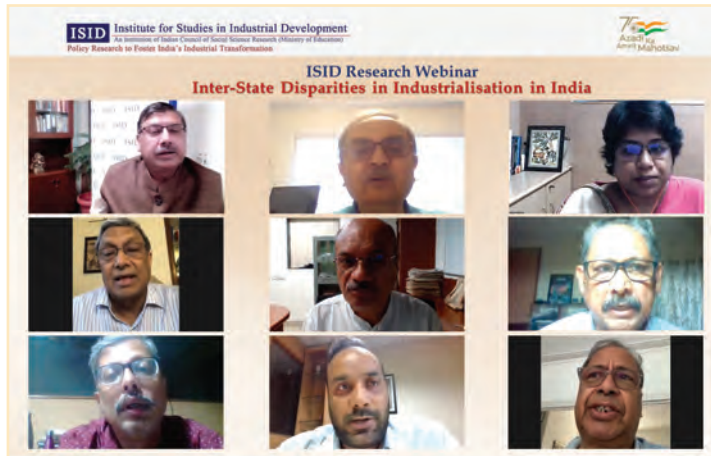 ISID Institute for Studies in Industrial Development
An Institution of Indian Council of Social Science Research (Ministry of Education)
Policy Research to Foster India's Industrial Transformation
Azadi Ka
Amrit Mahotsav
ISID Research Webinar
Inter-State Disparities in Industrialisation in India